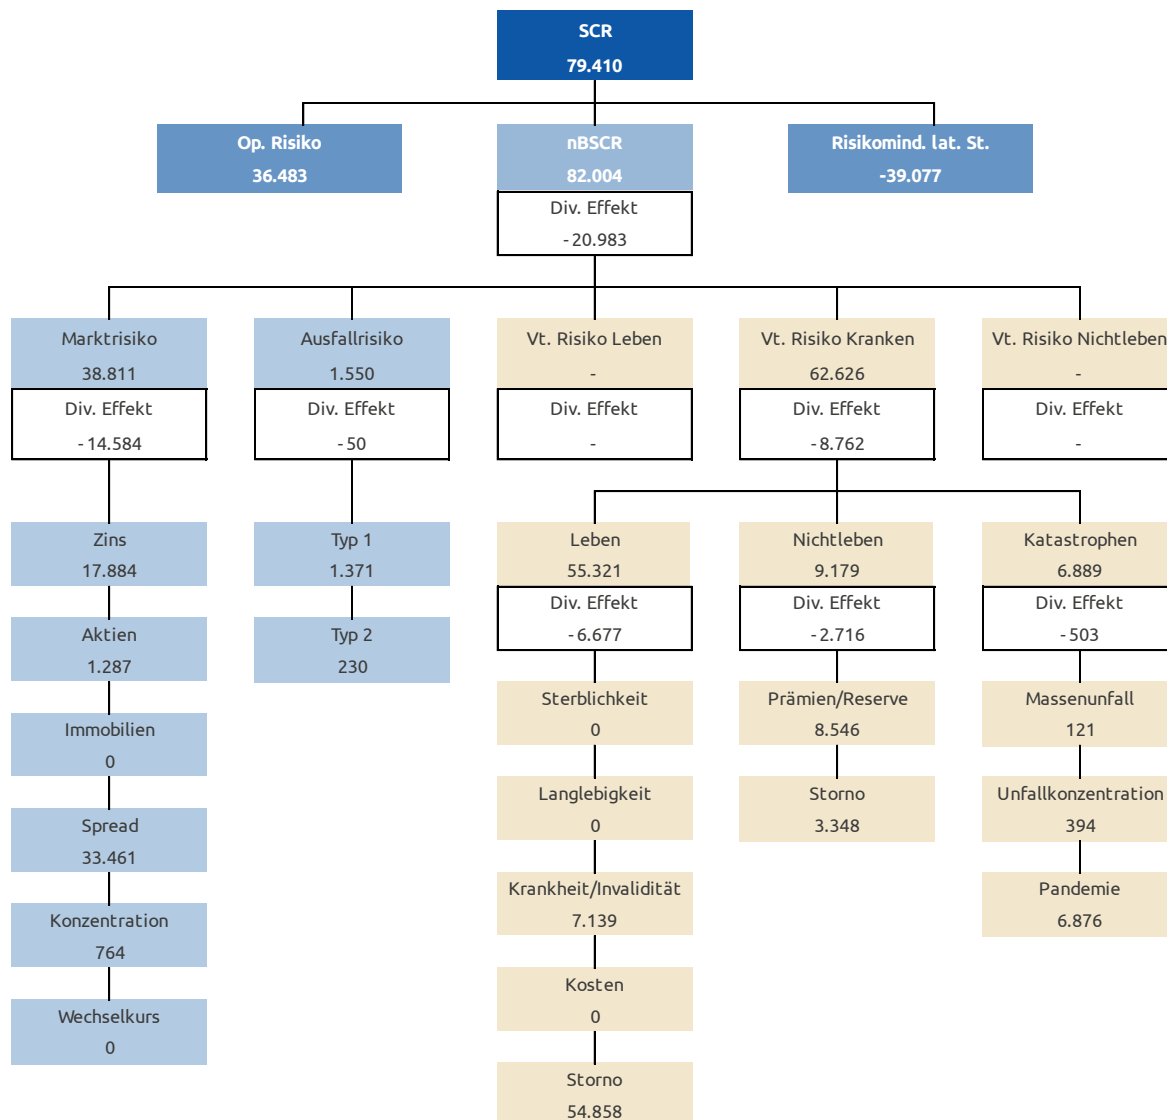 SCR
79.410
Op. Risiko
36.483
nBSCR
82.004
Risikomind. lat. St.
-39.077
Div. Effekt
-20.983
Marktrisiko
38.811
Div. Effekt
-14.584
Ausfallrisiko
1.550
Div. Effekt
-50
Vt. Risiko Leben
-
Div. Effekt
-
Vt. Risiko Kranken
62.626
Div. Effekt
-8.762
Vt. Risiko Nichtleben
-
Div. Effekt
-
Zins
17.884
Aktien
1.287
Immobilien
0
Spread
33.461
Konzentration
764
Wechselkurs
0
Typ 1
1.371
Typ 2
230
Leben
55.321
Div. Effekt
-6.677
Sterblichkeit
0
Langlebigkeit
0
Krankheit/Invalidität
7.139
Kosten
0
Storno
54.858
Nichtleben
9.179
Div. Effekt
-2.716
Prämien/Reserve
8.546
Storno
3.348
Katastrophen
6.889
Div. Effekt
-503
Massenunfall
121
Unfallkonzentration
394
Pandemie
6.876